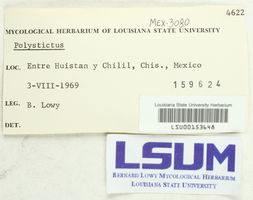 4622
MEX-3080
MYCOLOGICAL HERBARIUM OF LOUISIANA STATE UNIVERSITY
Polystictus
LOC. Entre Huistan y Chilil, Chis., Mexico
3-VIII-1969
159624
LEG. B. Lowy
Louisiana State University Herbarium
LSU00153648
DET.
LSUM
BERNARD LOWY MYCOLOGICAL HERBARIUM
LOUISIANA STATE UNIVERSITY